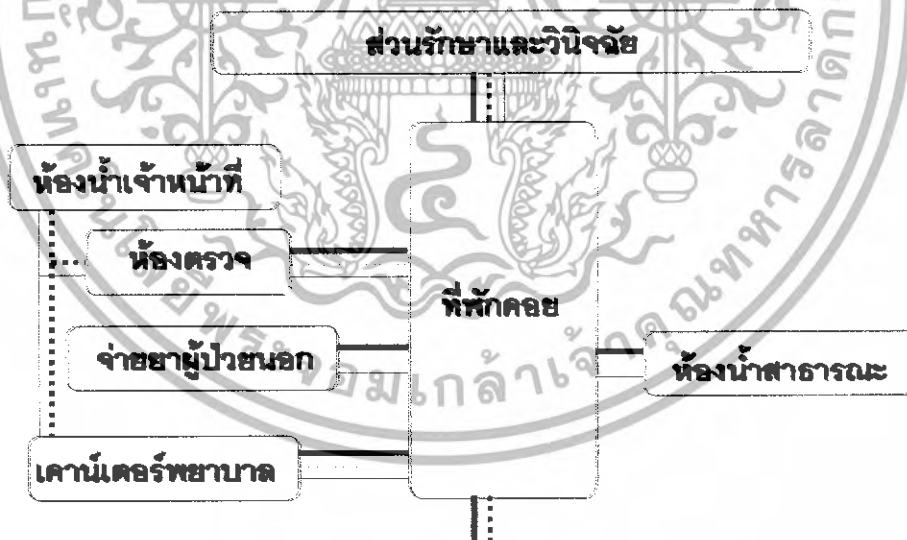 ส่วนรักษาและวินิจฉัย
ห้องน้ำเจ้าหน้าที่
ห้องตรวจ
ที่พักคอย
จ่ายยาผู้ป่วยนอก
ห้องน้ำสาธารณะ
เคาน์เตอร์พยาบาล